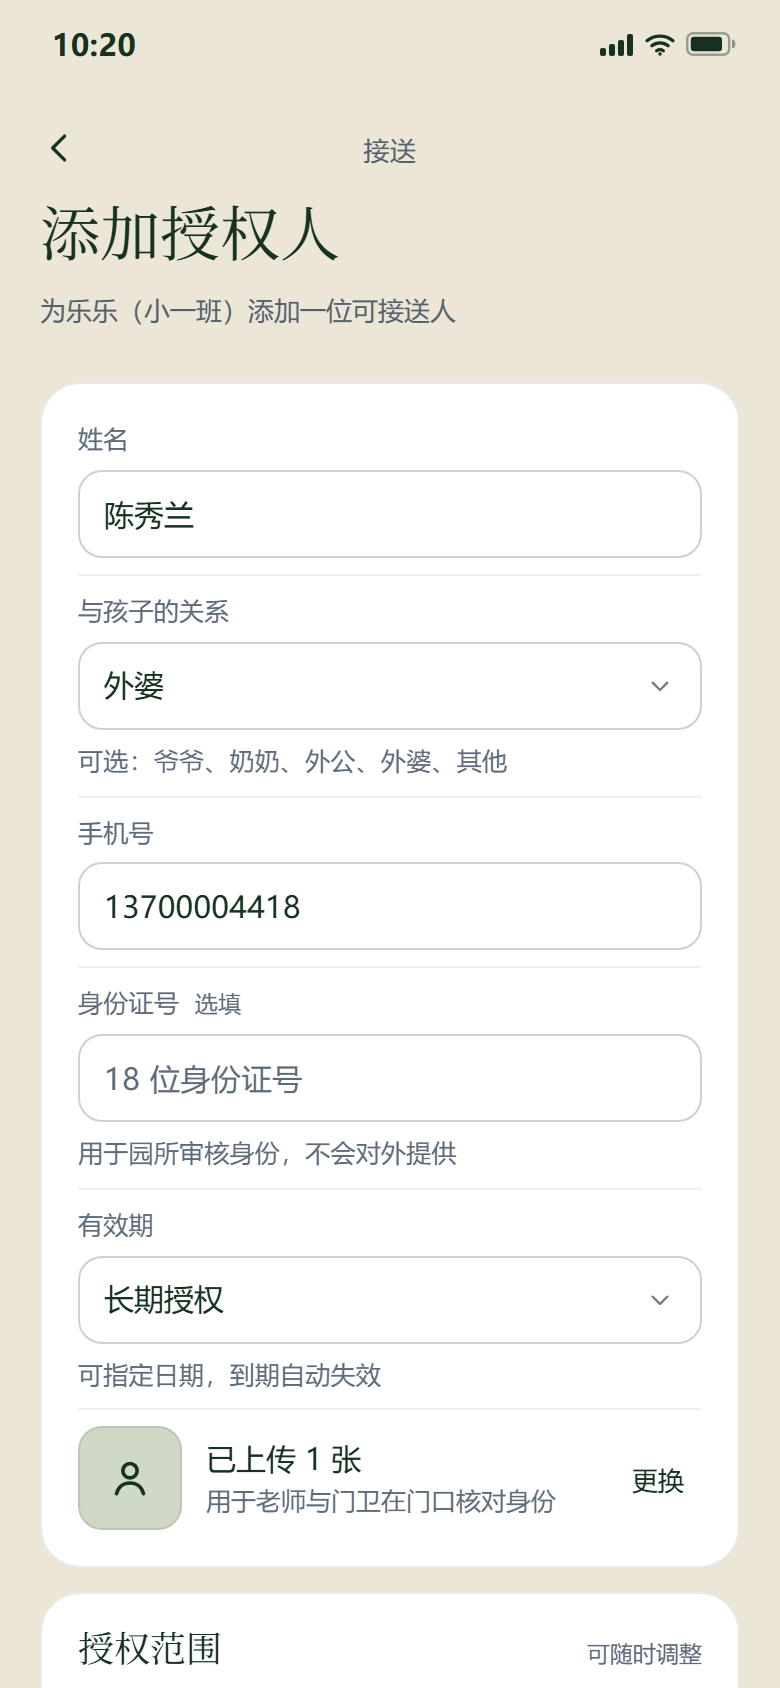 10:20
接送
添加授权人
为乐乐（小一班）添加一位可接送人
姓名
陈秀兰
与孩子的关系
外婆
可选：爷爷、奶奶、外公、外婆、其他
手机号
13700004418
身份证号 选填
18 位身份证号
用于园所审核身份，不会对外提供
有效期
长期授权
可指定日期，到期自动失效
已上传 1 张
用于老师与门卫在门口核对身份
更换
授权范围
可随时调整